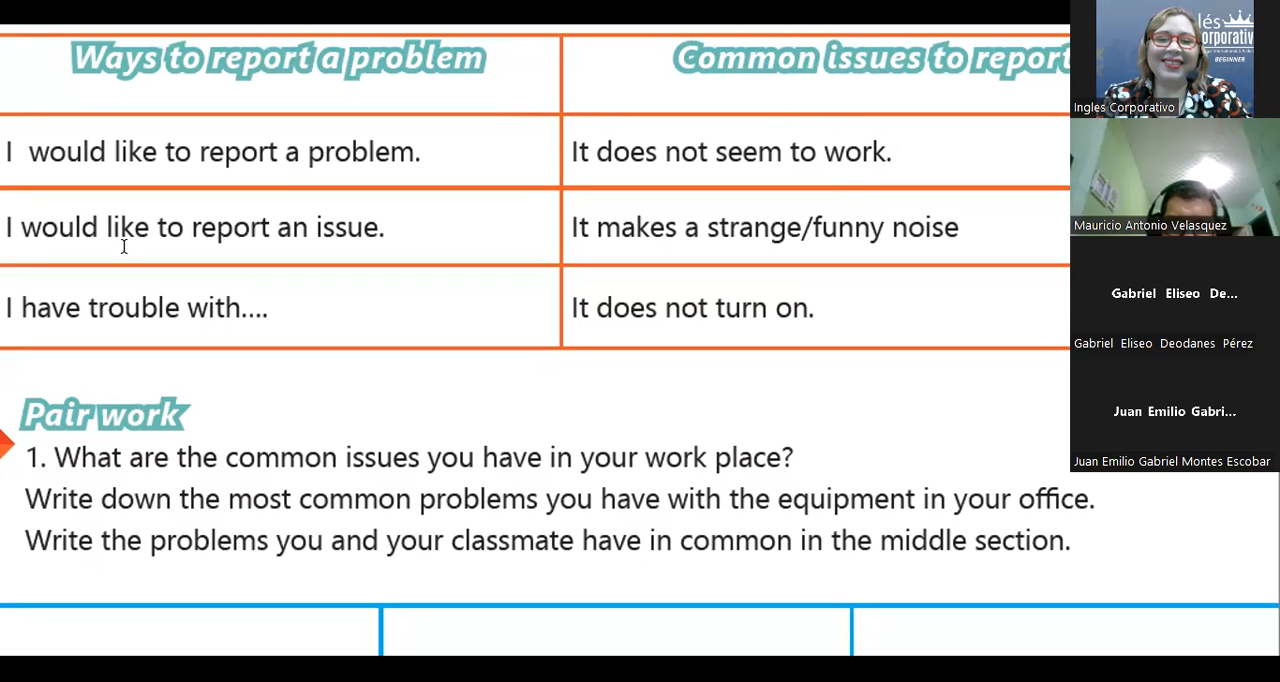 Ways to report a problem
Common issues to report
I would like to report a problem.
It does not seem to work.
I would like to report an issue.
It makes a strange/funny noise
I have trouble with....
It does not turn on.
Pair work
1. What are the common issues you have in your work place?
Write down the most common problems you have with the equipment in your office.
Write the problems you and your classmate have in common in the middle section.
lés
orporativ
BEGINNER
Ingles Corporativo
Mauricio Antonio Velasquez
Gabriel Eliseo De...
Gabriel Eliseo Deodanes Pérez
Juan Emilio Gabri...
Juan Emilio Gabriel Montes Escobar